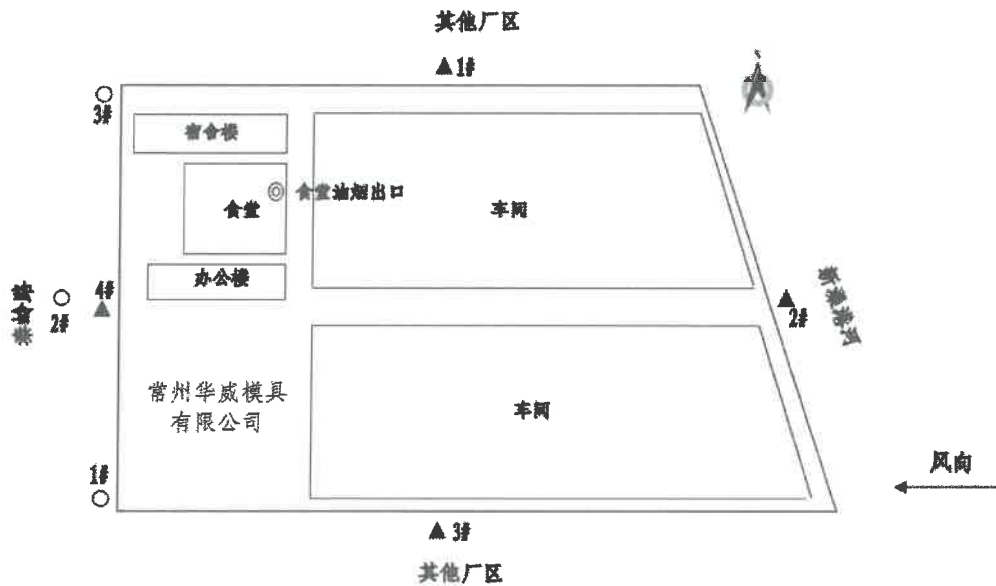 其他厂区
▲1#
3#
宿舍楼
食堂油烟出口
食堂
车间
办公楼
4#
2#
2#
常州华威模具
有限公司
车间
1#
风向
3#
其他厂区